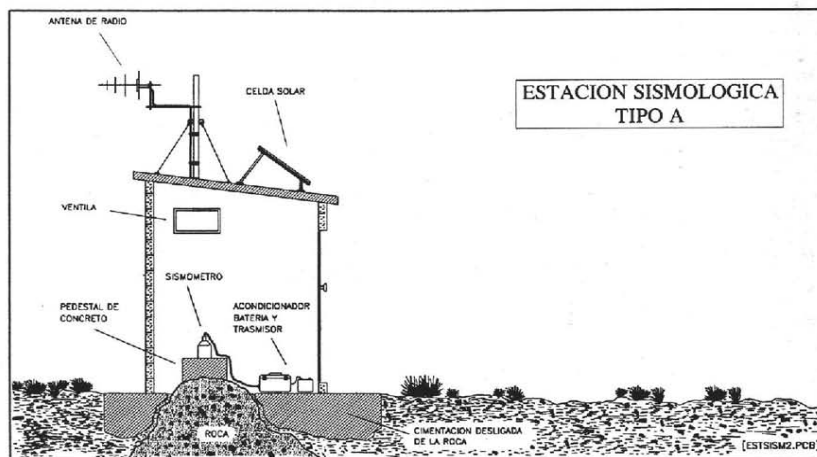 ANTENA DE RADIO
CELDA SOLAR
ESTACION SISMOLOGICA
TIPO A
VENTILA
SISMOMETRO
PEDESTAL DE
CONCRETO
ACONDICIONADOR
BATERIA Y
TRASMISOR
ROCA
CIMENTACION DESLIGADA
DE LA ROCA
[ESTSISM2.PCB]